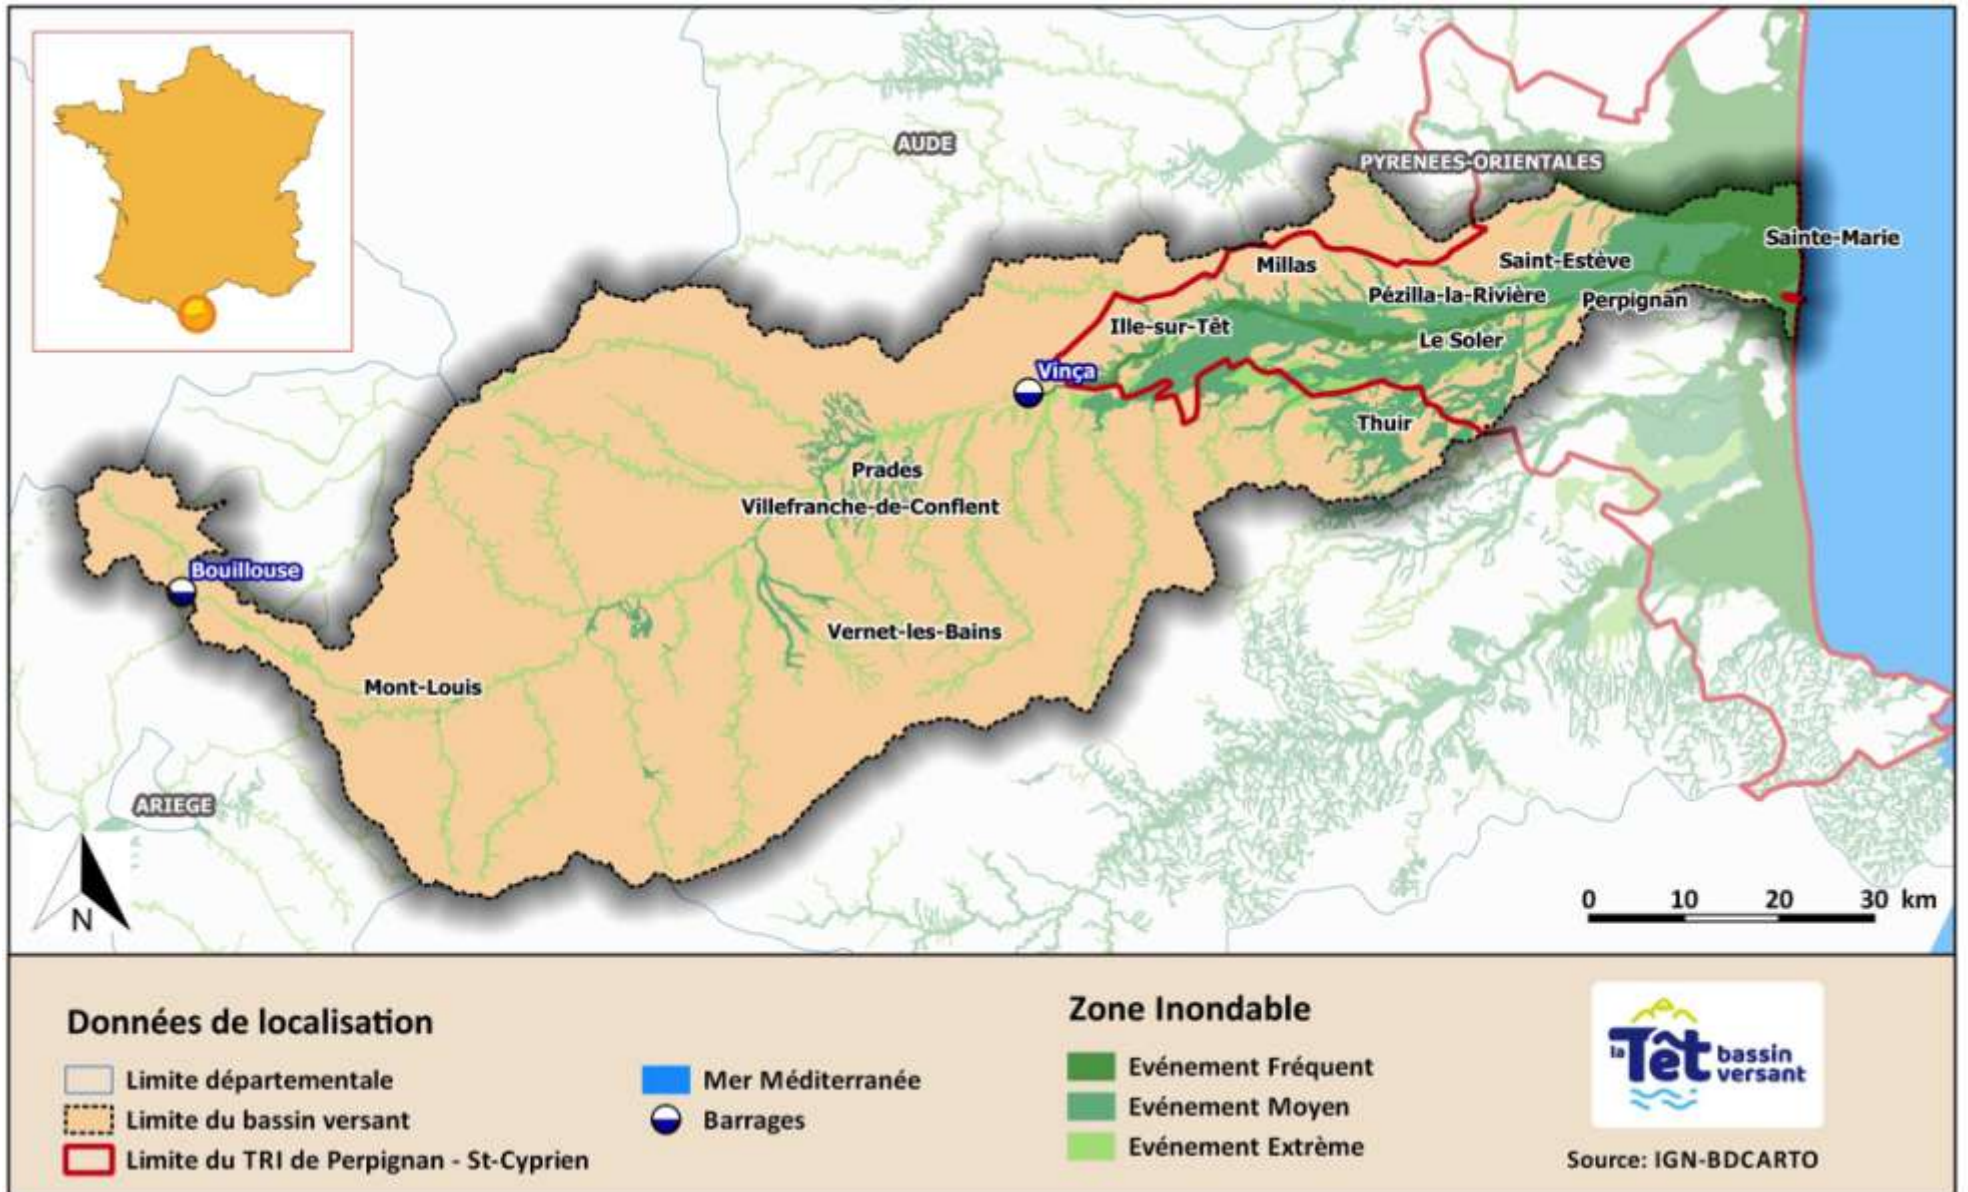 AUDE
PYRENEES-ORIENTALES
Sainte-Marie
Millas
Saint-Estève
Pézilla-la-Rivière
Perpignan
Ille-sur-Têt
Le Soler
Vinça
Thuir
Prades
Villefranche-de-Conflent
Bouillouse
Vernet-les-Bains
Mont-Louis
ARIEGE
N
0 10 20 30 km
Données de localisation
Limite départementale
Limite du bassin versant
Limite du TRI de Perpignan - St-Cyprien
Mer Méditerranée
Barrages
Zone Inondable
Evénement Fréquent
Evénement Moyen
Evénement Extrème
la Têt bassin versant
Source: IGN-BDCARTO